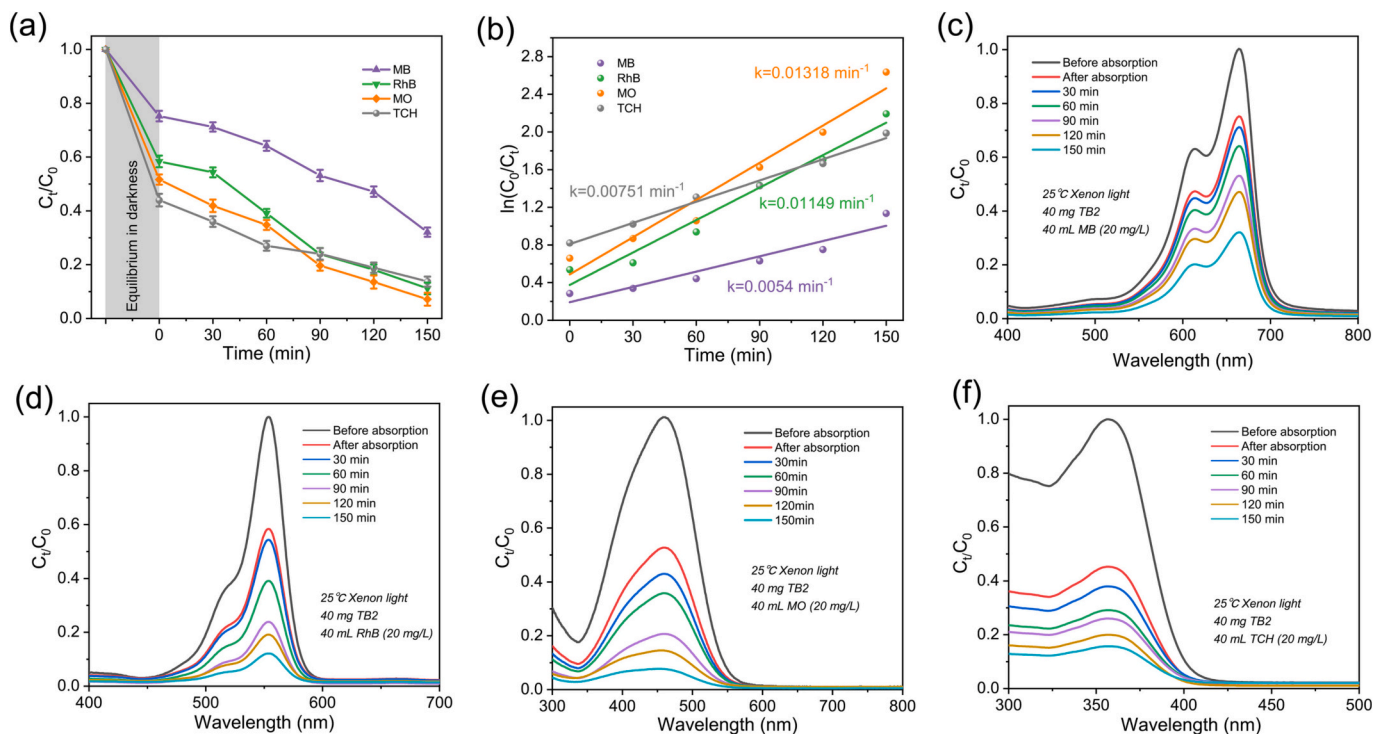 (a)
C_t/C_0
1.0
0.8
0.6
0.4
0.2
0.0
Equilibrium in darkness
MB
RhB
MO
TCH
0 30 60 90 120 150
Time (min)
(b)
ln(C_0/C_t)
2.8
2.4
2.0
1.6
1.2
0.8
0.4
0.0
MB
RhB
MO
TCH
k=0.01318 min^-1
k=0.00751 min^-1
k=0.01149 min^-1
k=0.0054 min^-1
0 30 60 90 120 150
Time (min)
(c)
C_t/C_0
1.0
0.8
0.6
0.4
0.2
0.0
Before absorption
After absorption
30 min
60 min
90 min
120 min
150 min
25℃ Xenon light
40 mg TB2
40 mL MB (20 mg/L)
400 500 600 700 800
Wavelength (nm)
(d)
C_t/C_0
1.0
0.8
0.6
0.4
0.2
0.0
Before absorption
After absorption
30 min
60 min
90 min
120 min
150 min
25℃ Xenon light
40 mg TB2
40 mL RhB (20 mg/L)
400 500 600 700
Wavelength (nm)
(e)
C_t/C_0
1.0
0.8
0.6
0.4
0.2
0.0
Before absorption
After absorption
30min
60min
90min
120min
150min
25℃ Xenon light
40 mg TB2
40 mL MO (20 mg/L)
300 400 500 600 700 800
Wavelength (nm)
(f)
C_t/C_0
1.0
0.8
0.6
0.4
0.2
0.0
Before absorption
After absorption
30 min
60 min
90 min
120 min
150 min
25℃ Xenon light
40 mg TB2
40 mL TCH (20 mg/L)
300 350 400 450 500
Wavelength (nm)